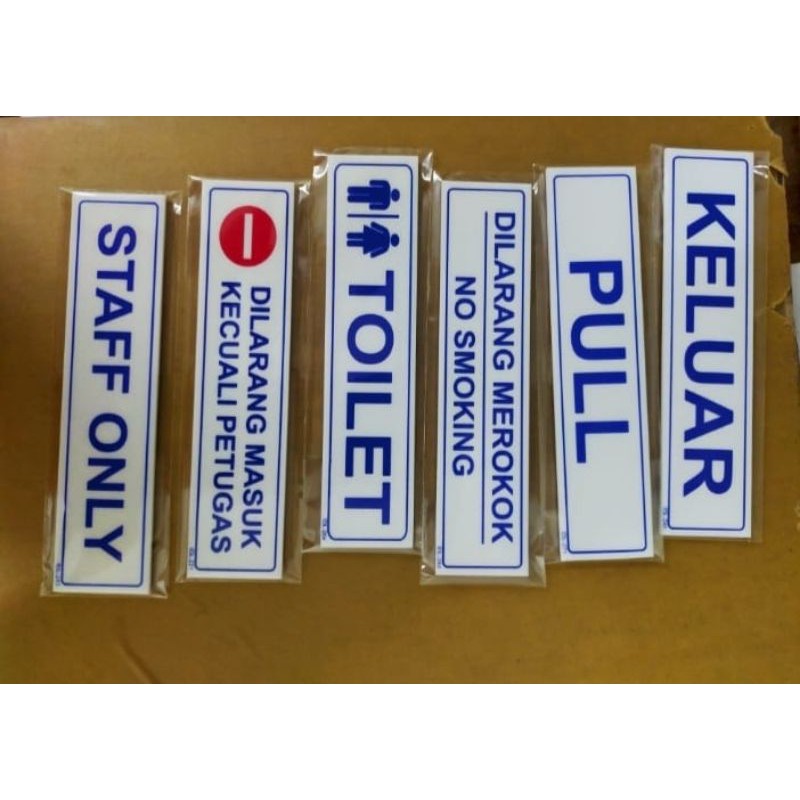 STAFF ONLY
DILARANG MASUK
KECUALI PETUGAS
TOILET
DILARANG MEROKOK
NO SMOKING
PULL
KELUAR